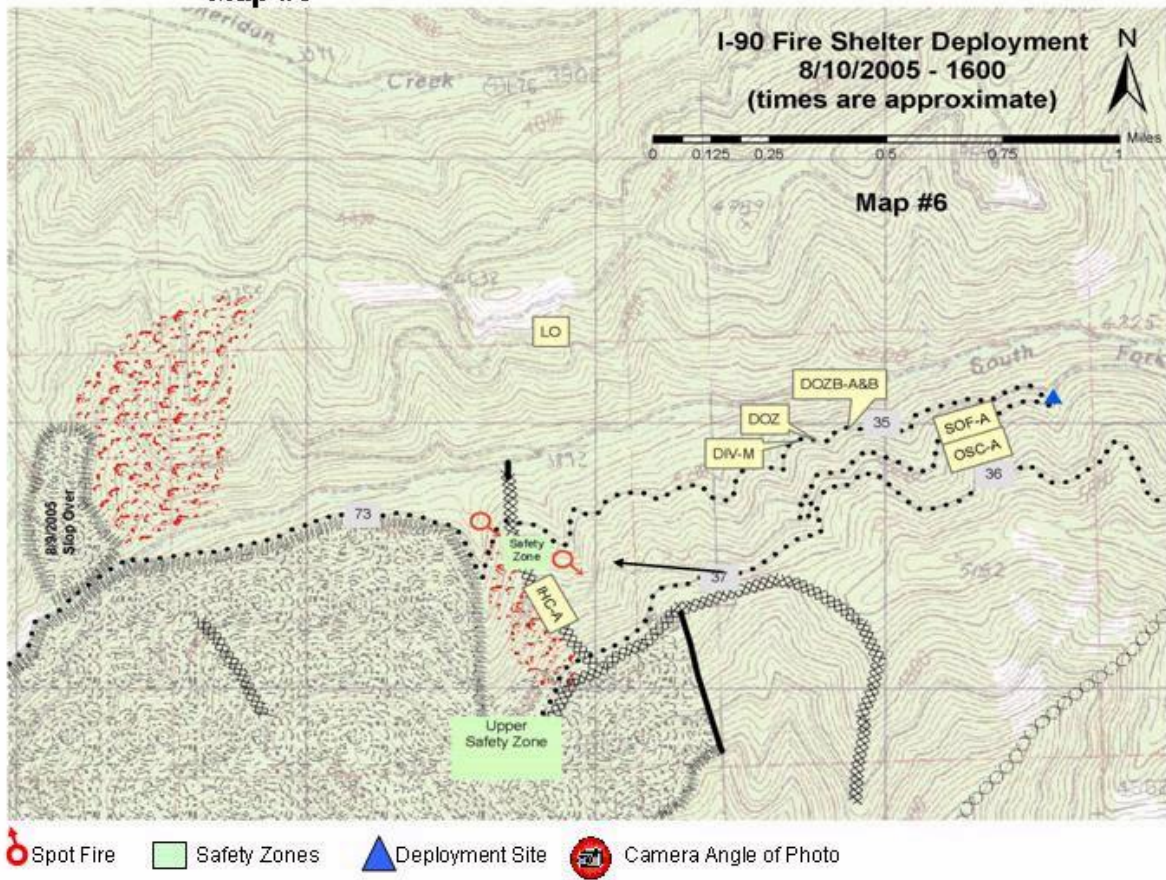 Sheridan
Creek
3902
I-90 Fire Shelter Deployment
8/10/2005 - 1600
(times are approximate)
N
Miles
0 0.125 0.25 0.5 0.75 1
Map #6
LO
South Fork
DOZB-A&B
DOZ
35
SOF-A
DIV-M
OSC-A
36
8/9/2005
Slop Over
73
Safety
Zone
37
IHC-A
Upper
Safety Zone
Spot Fire
Safety Zones
Deployment Site
Camera Angle of Photo